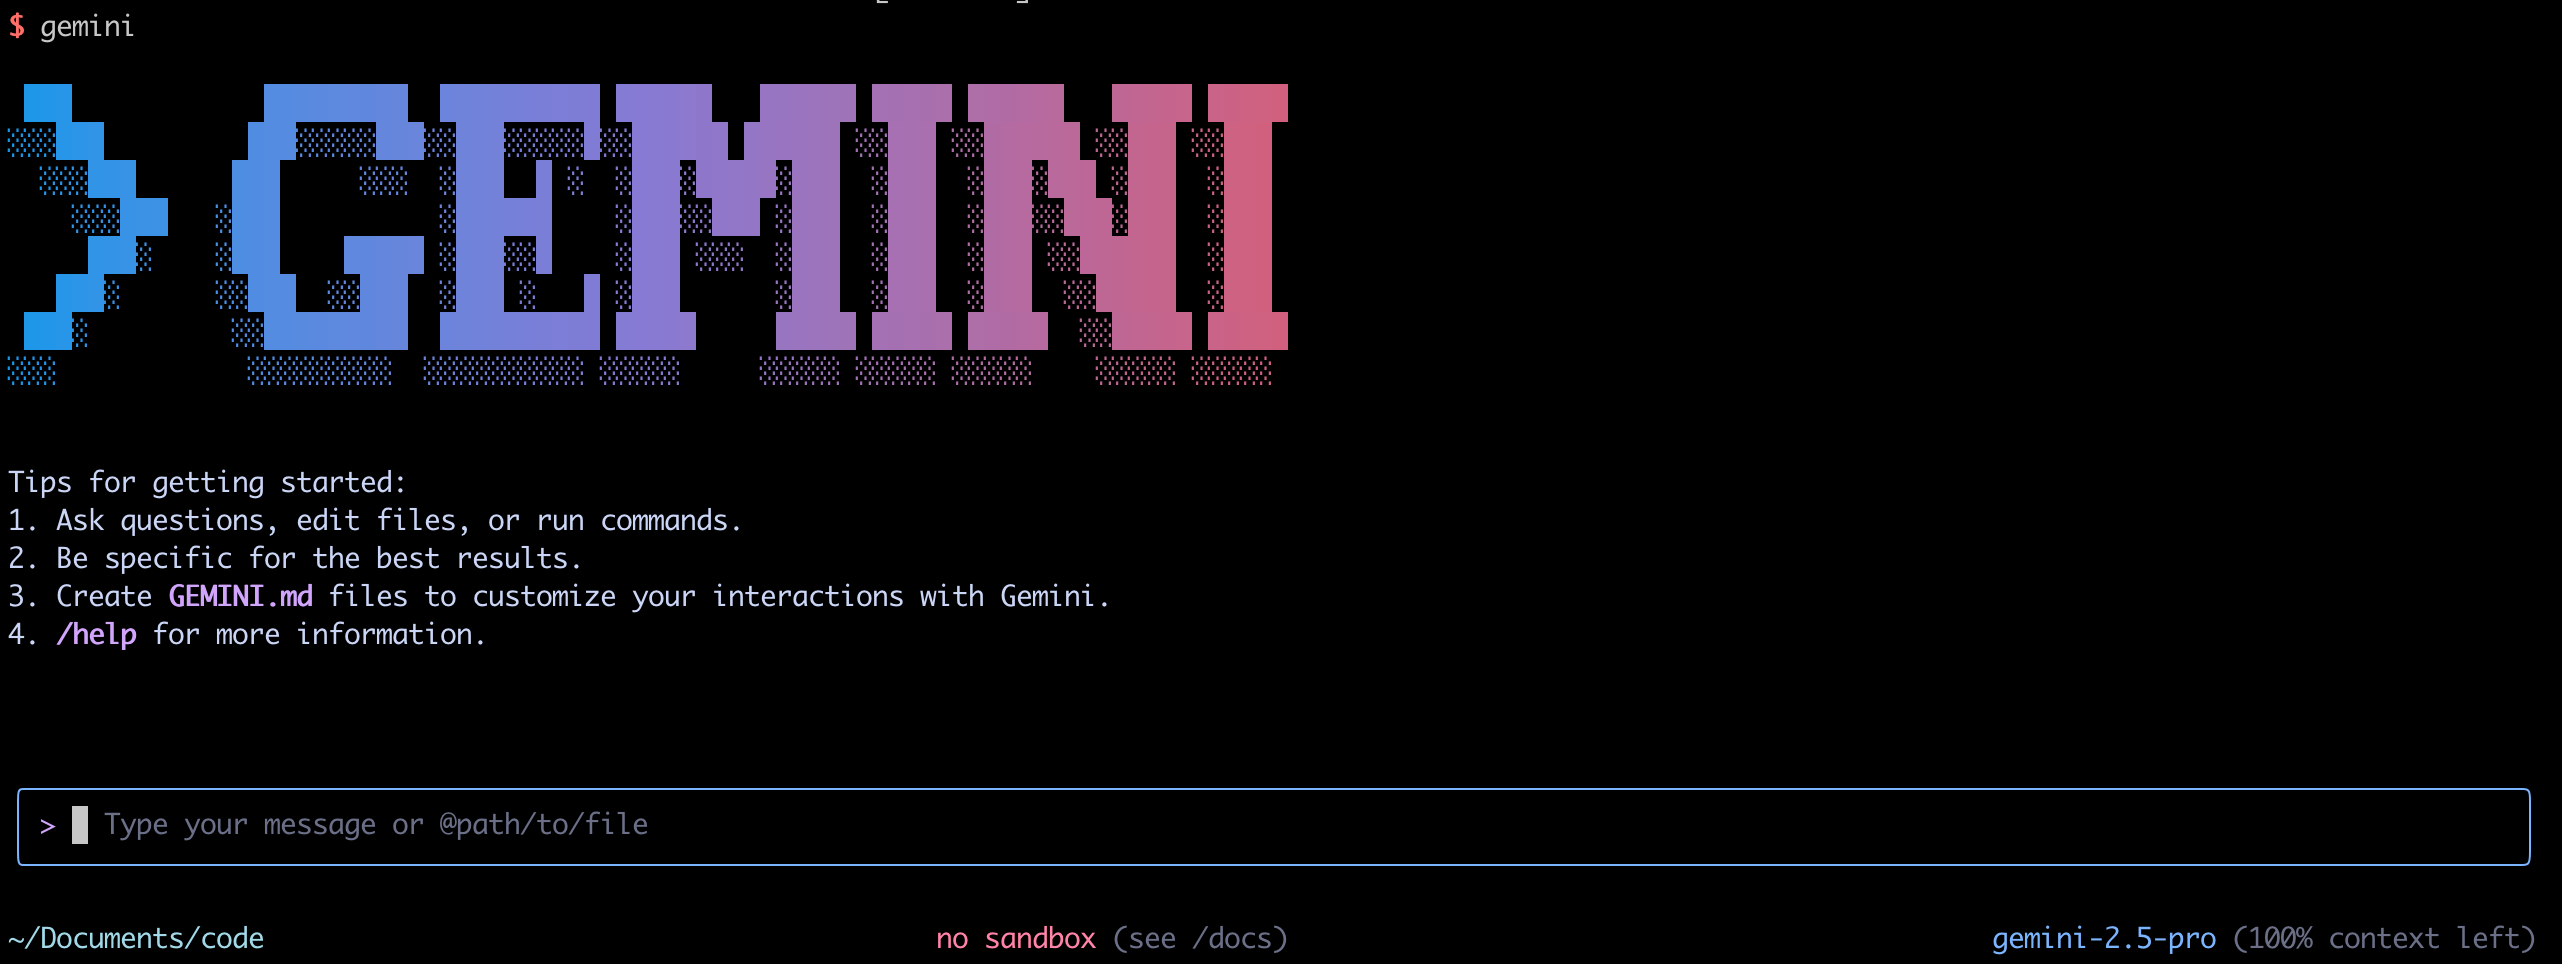 $ gemini
> GEMINI
Tips for getting started:
1. Ask questions, edit files, or run commands.
2. Be specific for the best results.
3. Create GEMINI.md files to customize your interactions with Gemini.
4. /help for more information.
> Type your message or @path/to/file
~/Documents/code no sandbox (see /docs) gemini-2.5-pro (100% context left)